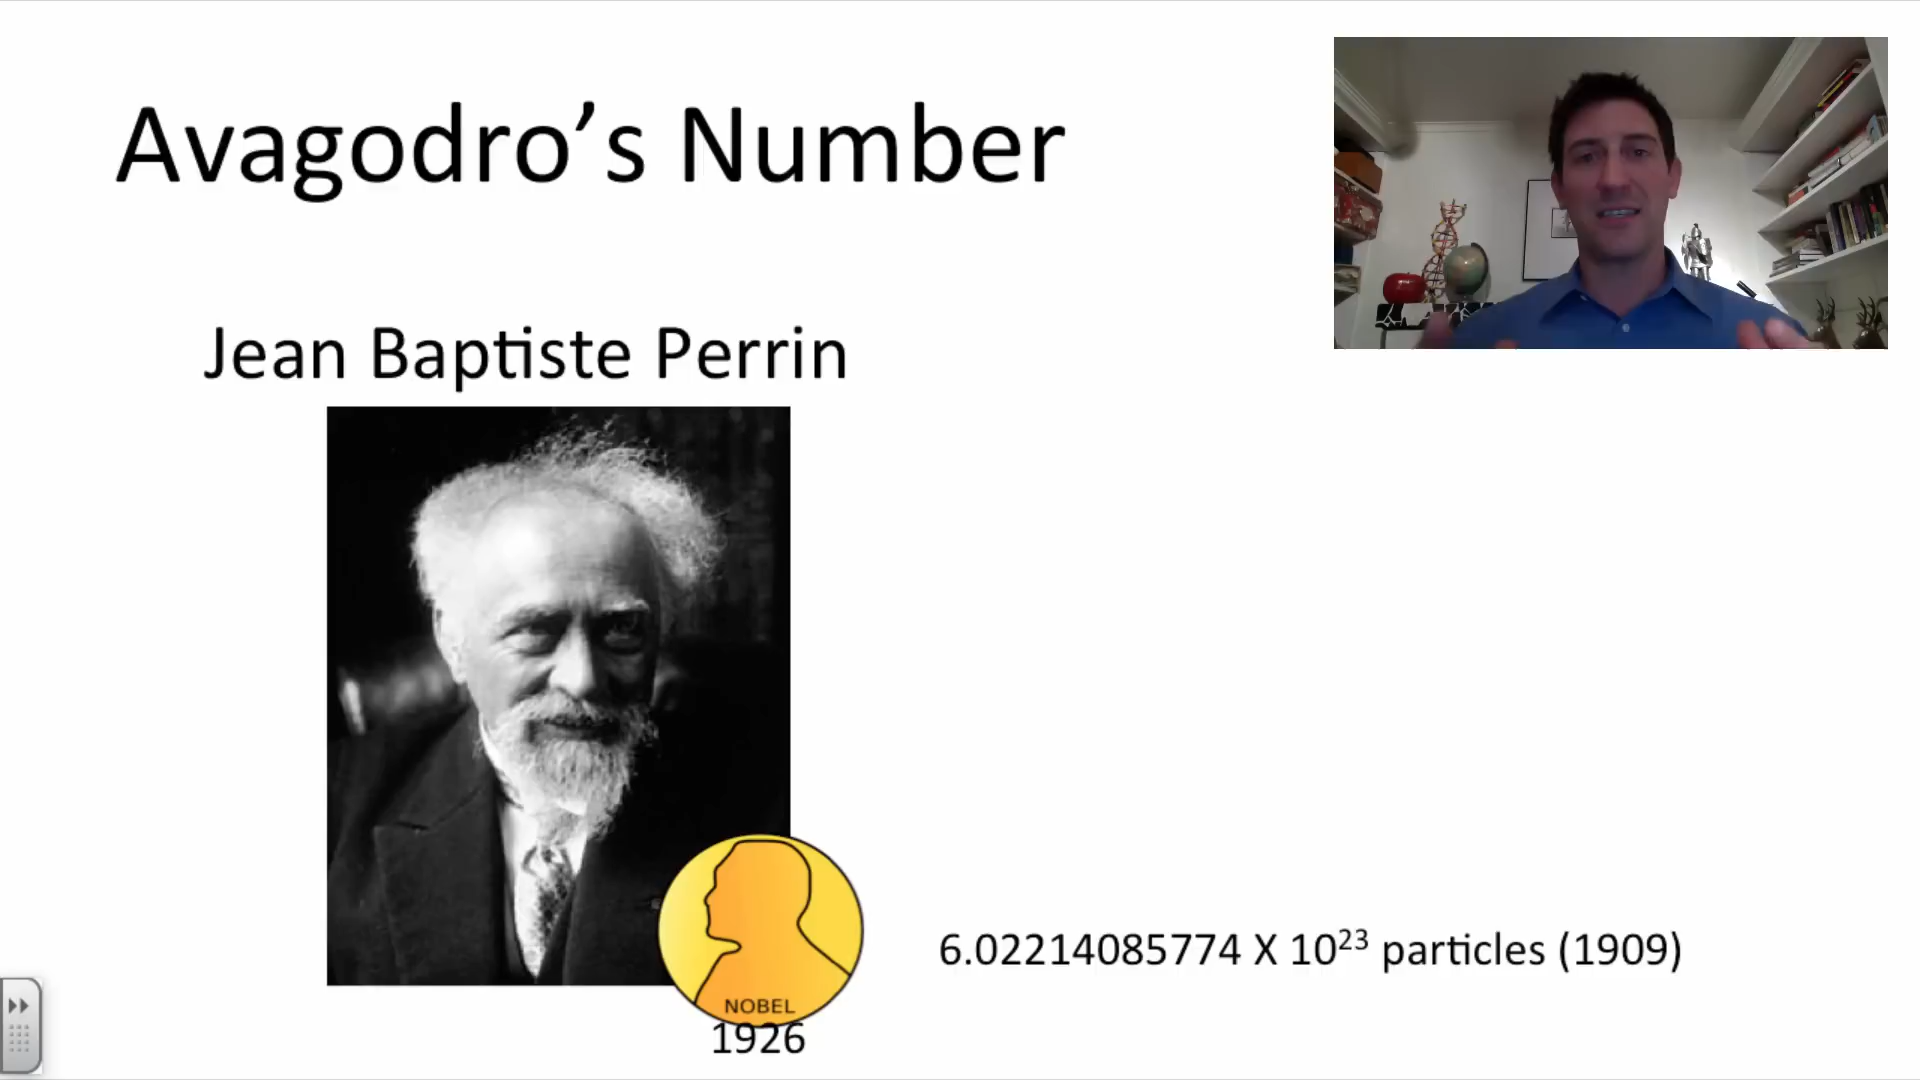 Avagodro’s Number
Jean Baptiste Perrin
6.02214085774 X 10²³ particles (1909)
NOBEL
1926